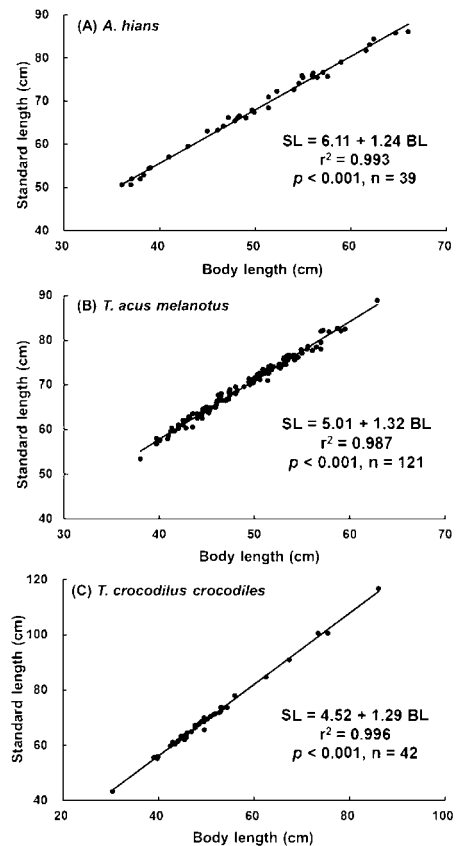 (A) A. hians
Standard length (cm)
90
80
70
60
50
40
SL = 6.11 + 1.24 BL
r² = 0.993
p < 0.001, n = 39
30 40 50 60 70
Body length (cm)
(B) T. acus melanotus
Standard length (cm)
90
80
70
60
50
40
SL = 5.01 + 1.32 BL
r² = 0.987
p < 0.001, n = 121
30 40 50 60 70
Body length (cm)
(C) T. crocodilus crocodiles
Standard length (cm)
120
100
80
60
40
SL = 4.52 + 1.29 BL
r² = 0.996
p < 0.001, n = 42
20 40 60 80 100
Body length (cm)